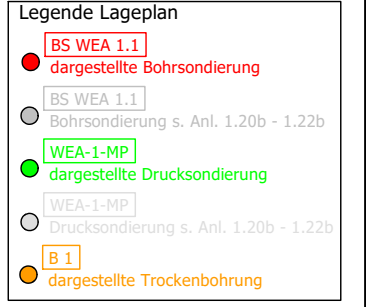 Legende Lageplan
BS WEA 1.1
dargestellte Bohrsondierung
BS WEA 1.1
Bohrsondierung s. Anl. 1.20b - 1.22b
WEA-1-MP
dargestellte Drucksondierung
WEA-1-MP
Drucksondierung s. Anl. 1.20b - 1.22b
B 1
dargestellte Trockenbohrung